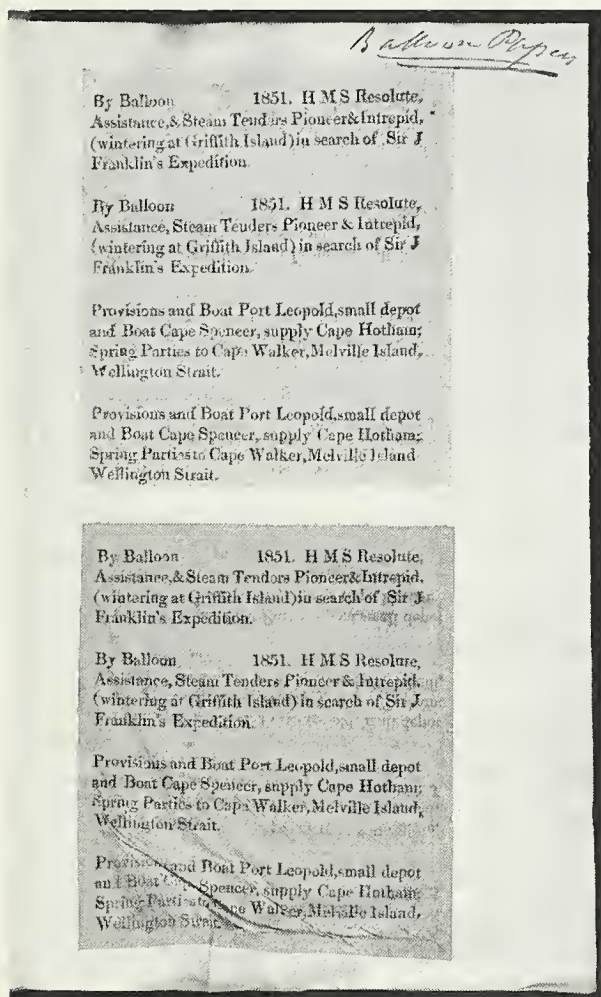 Balloon Papers
By Balloon 1851. H M S Resolute,
Assistance,& Steam Tenders Pioneer&Intrepid,
(wintering at Griffith Island)in search of Sir J
Franklin's Expedition.
By Balloon 1851. H M S Resolute,
Assistance, Steam Tenders Pioneer & Intrepid,
(wintering at Griffith Island) in search of Sir J
Franklin's Expedition.
Provisions and Boat Port Leopold,small depot
and Boat Cape Spencer, supply Cape Hotham;
Spring Parties to Cape Walker,Melville Island,
Wellington Strait.
Provisions and Boat Port Leopold,small depot
and Boat Cape Spencer, supply Cape Hotham;
Spring Parties to Cape Walker, Melville Island
Wellington Strait.
By Balloon 1851. H M S Resolute,
Assistance,& Steam Tenders Pioneer&Intrepid,
(wintering at Griffith Island)in search of Sir J
Franklin's Expedition.
By Balloon 1851. H M S Resolute,
Assistance, Steam Tenders Pioneer & Intrepid,
(wintering at Griffith Island) in search of Sir J
Franklin's Expedition.
Provisions and Boat Port Leopold,small depot
and Boat Cape Spencer, supply Cape Hotham;
Spring Parties to Cape Walker,Melville Island,
Wellington Strait.
Provisions and Boat Port Leopold,small depot
and Boat Cape Spencer, supply Cape Hotham;
Spring Parties to Cape Walker,Melville Island,
Wellington Strait.